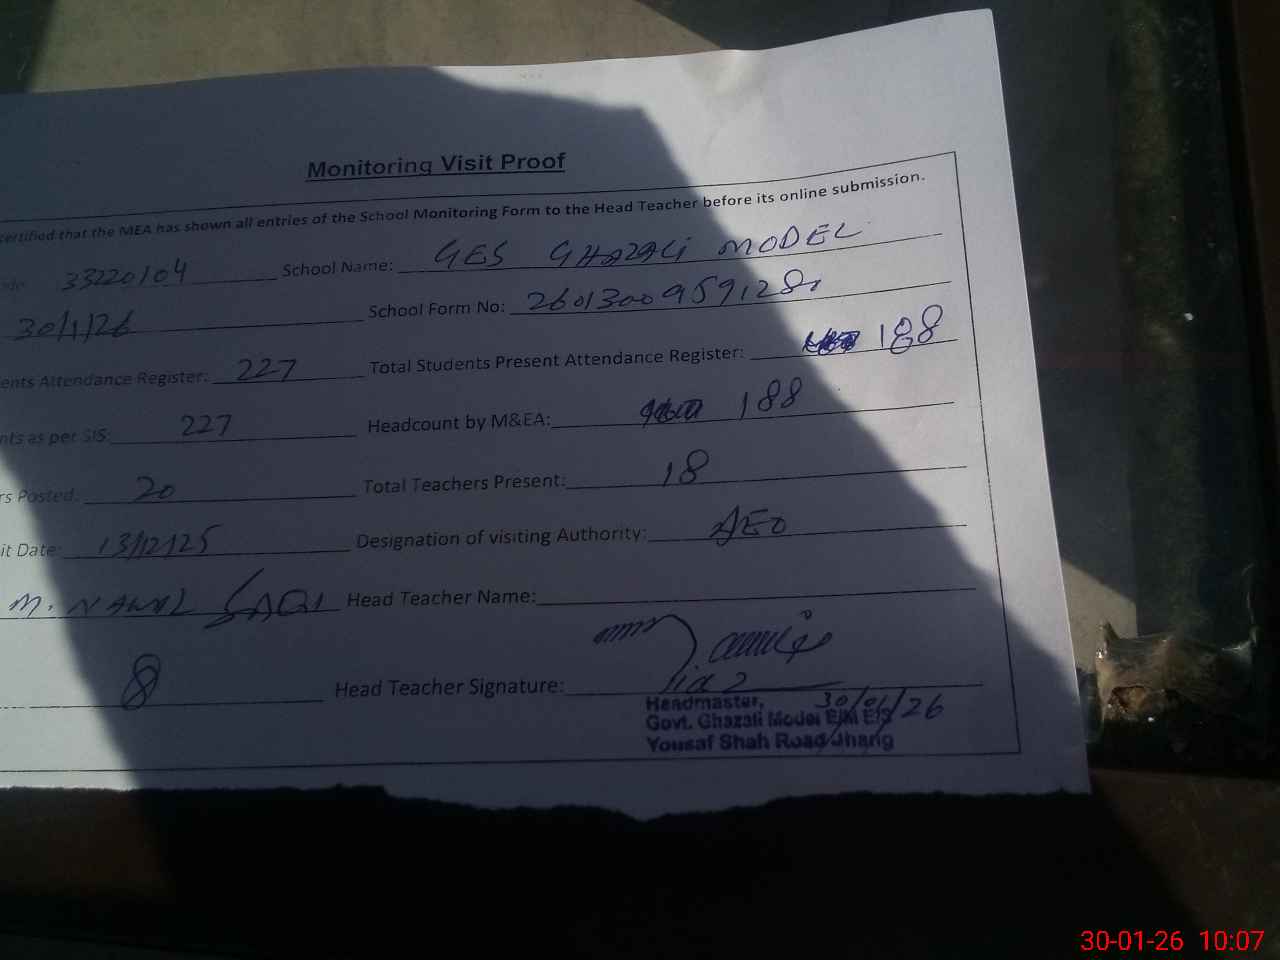 Monitoring Visit Proof
certified that the MEA has shown all entries of the School Monitoring Form to the Head Teacher before its online submission.
33220104 School Name: GES GHAZALI MODEL
30/1/26 School Form No: 2601300959128
ents Attendance Register: 227 Total Students Present Attendance Register: 188
nts as per SIS: 227 Headcount by M&EA: 188
rs Posted: 20 Total Teachers Present: 18
it Date: 13/12/25 Designation of visiting Authority: AEO
M. NAWAZ SAQI Head Teacher Name:
Head Teacher Signature:
Headmaster, 30/01/26
Govt. Ghazali Model E/M E/S
Yousaf Shah Road Jhang
30-01-26 10:07